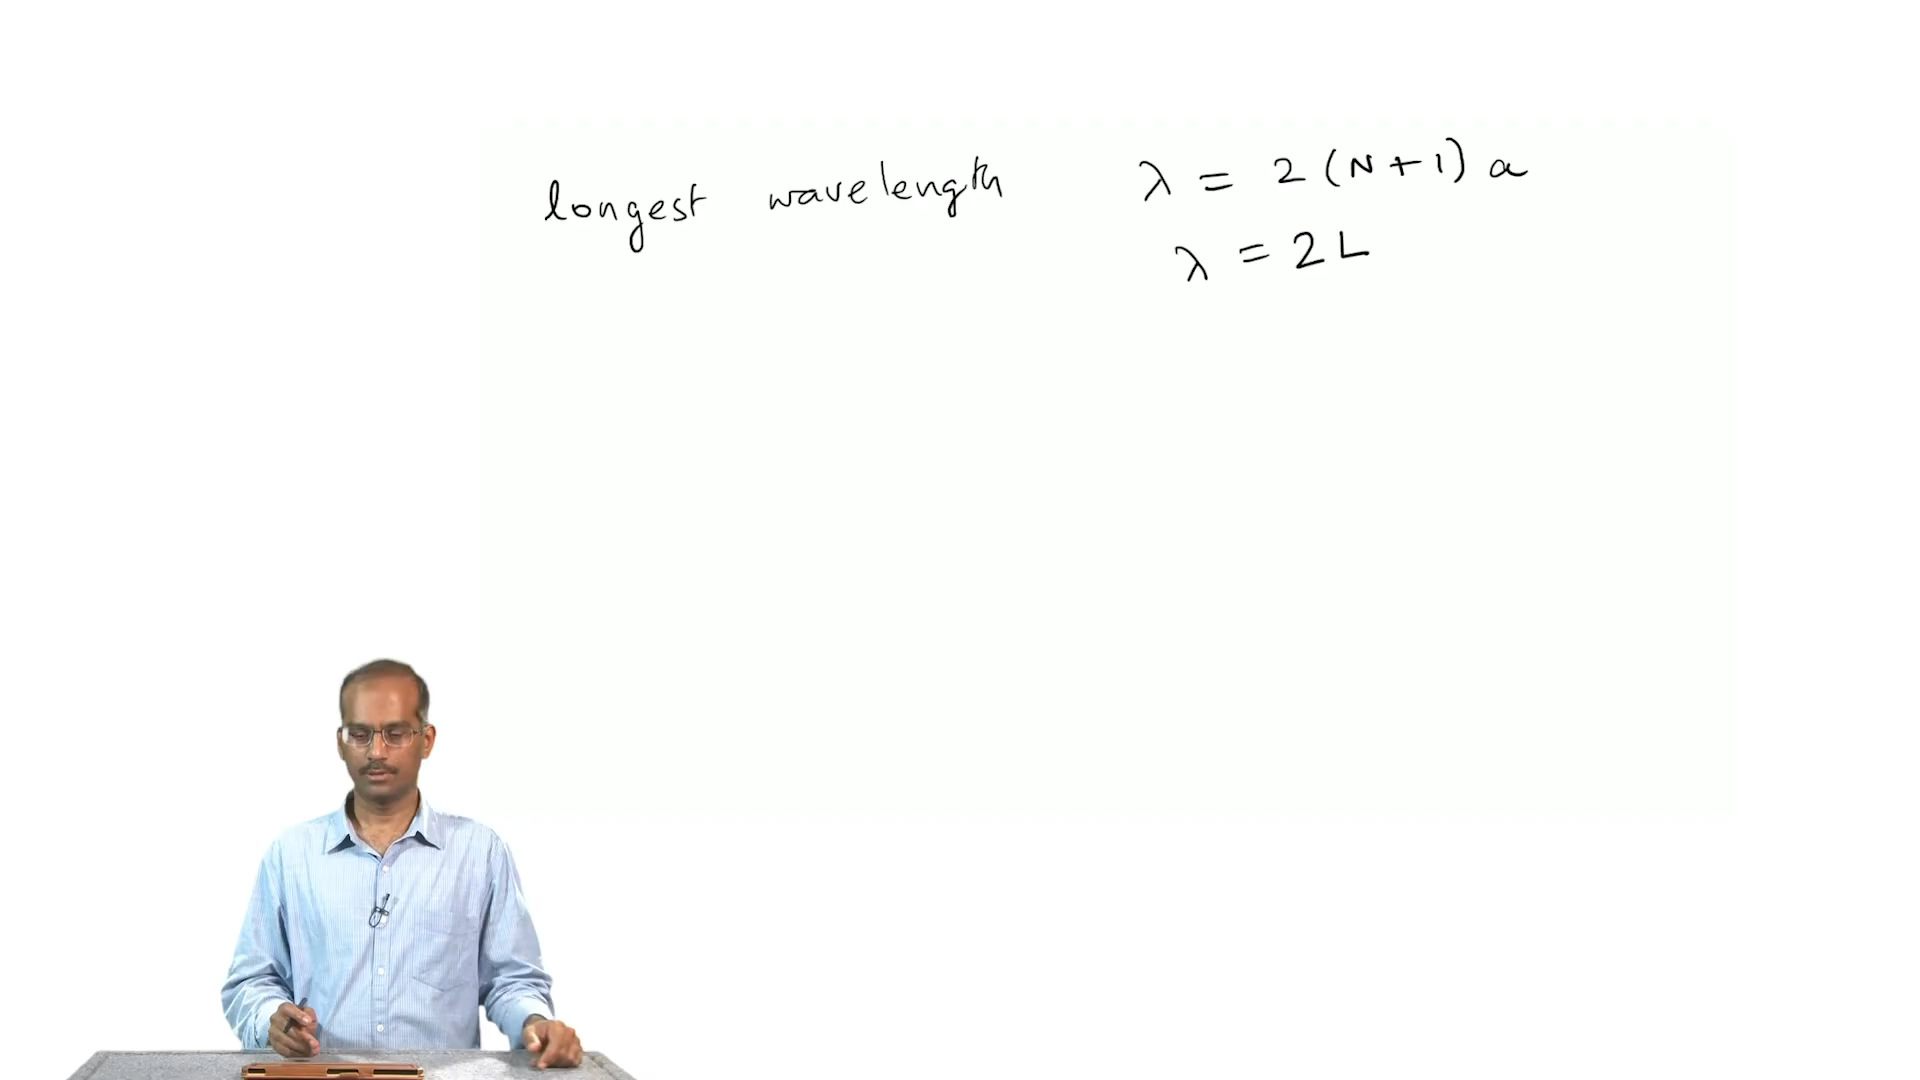 longest wavelength λ = 2 (N + 1) a
λ = 2L